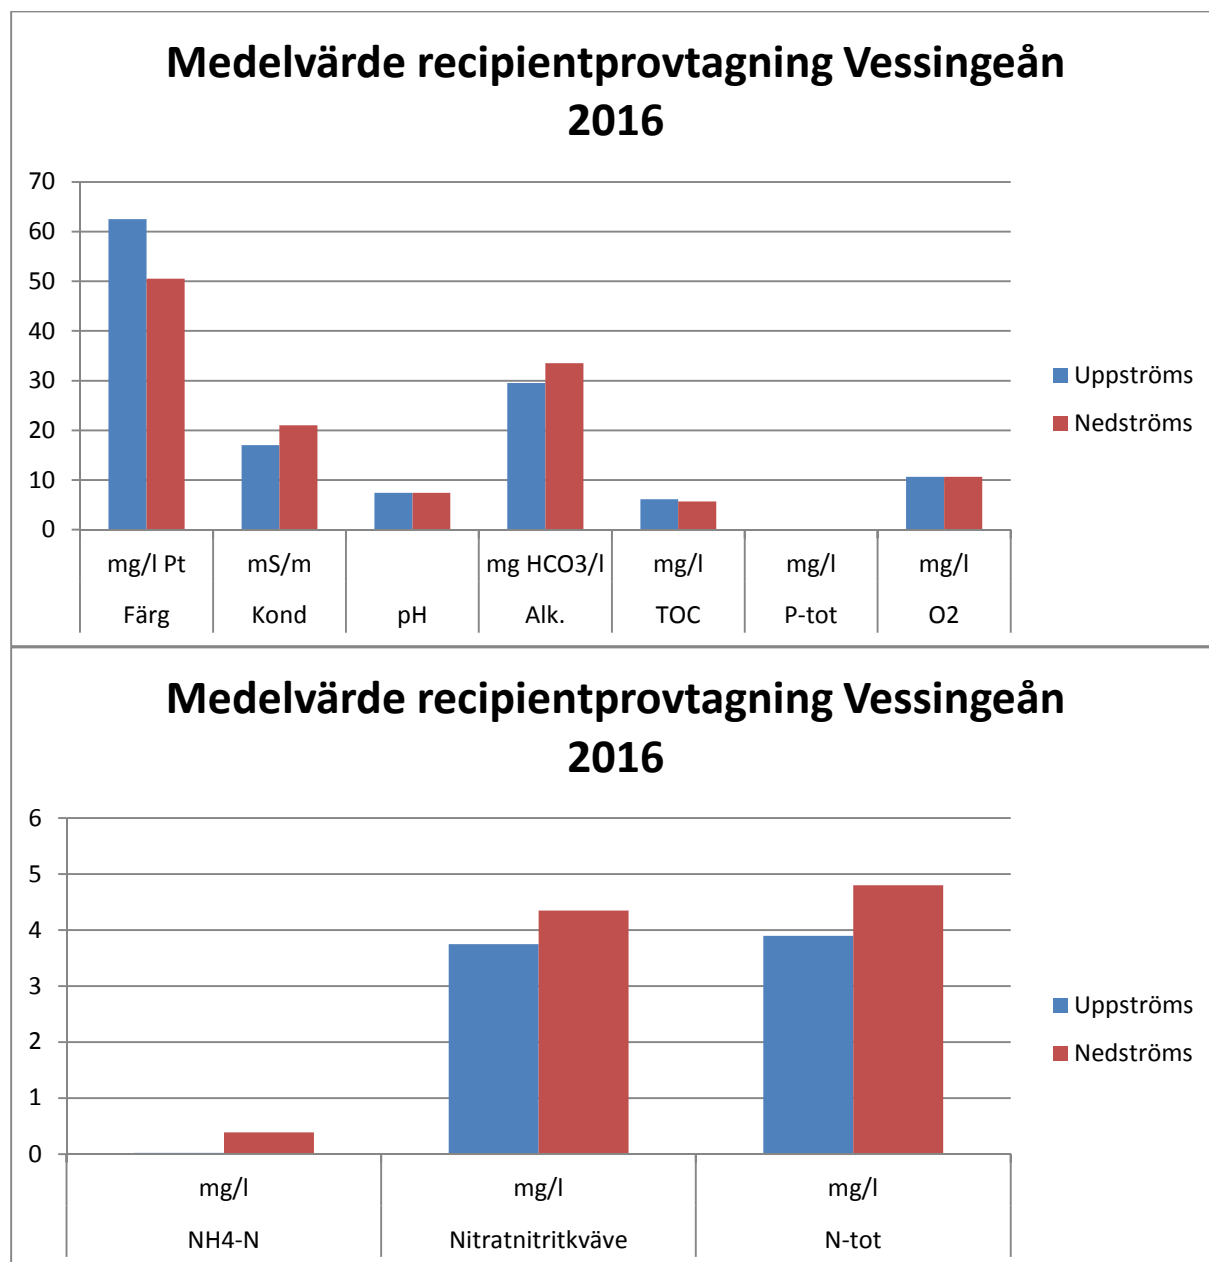 Medelvärde recipientprovtagning Vessingeån
2016
70
60
50
40
30
20
10
0
Uppströms
Nedströms
mg/l Pt mS/m mg HCO3/l mg/l mg/l mg/l
Färg Kond pH Alk. TOC P-tot O2
Medelvärde recipientprovtagning Vessingeån
2016
6
5
4
3
2
1
0
Uppströms
Nedströms
mg/l mg/l mg/l
NH4-N Nitratnitritkväve N-tot